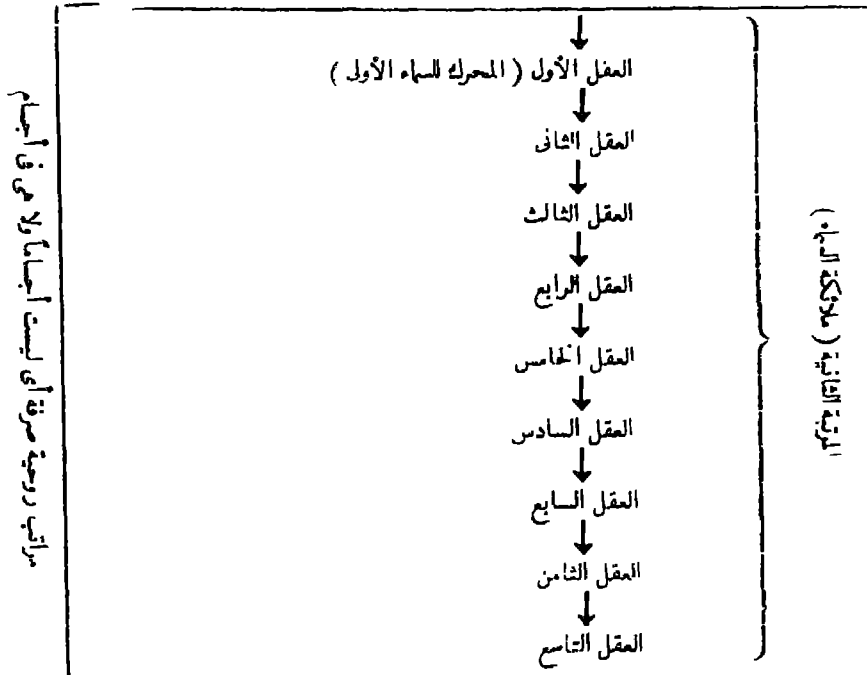 العقل الأول ( المحرك للسماء الأولى )
العقل الثانى
العقل الثالث
العقل الرابع
العقل الخامس
العقل السادس
العقل السابع
العقل الثامن
العقل التاسع
المرتبة الثانية ( ملائكة السماء )
مراتب روحية صرفة أى ليست أجساماً ولا هى فى أجسام